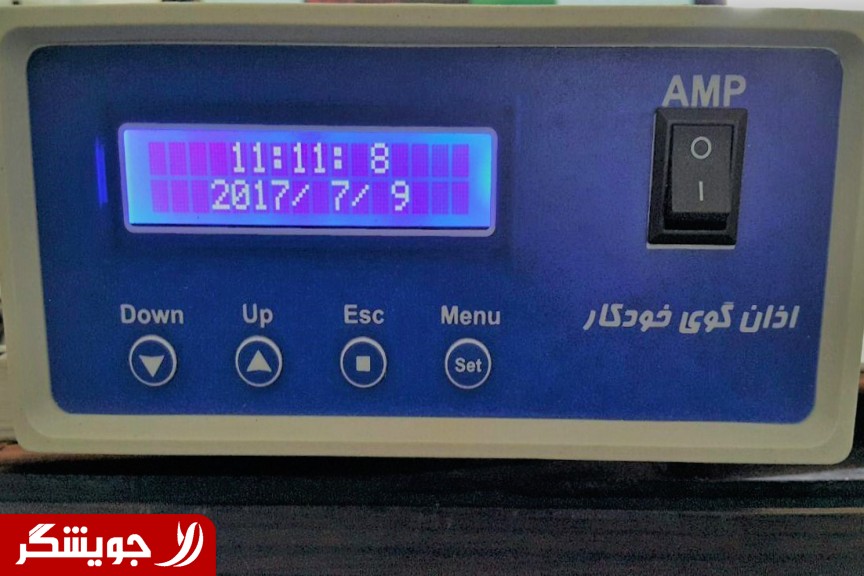 AMP
11:11: 8
2017/ 7/ 9
O
I
Down Up Esc Menu
Set
اذان گوی خودکار
جویشگر